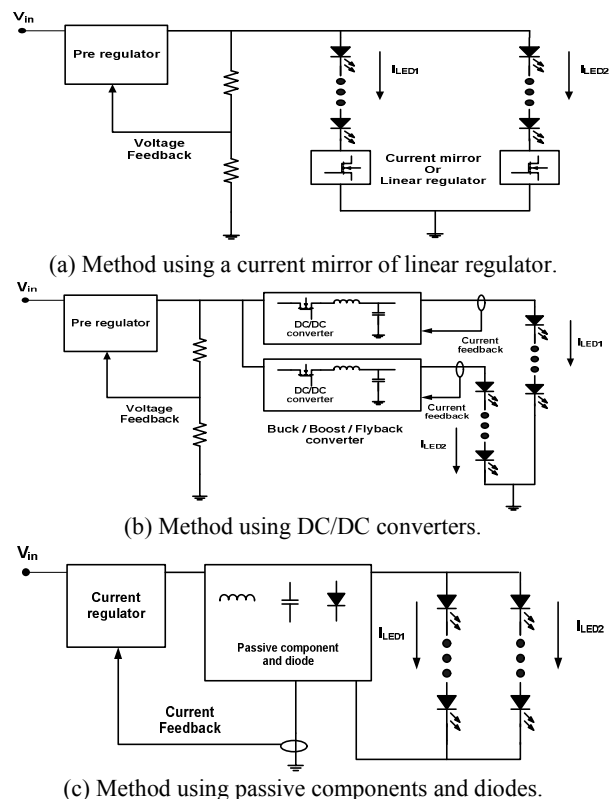 Vin
Pre regulator
Voltage
Feedback
ILED1
ILED2
Current mirror
Or
Linear regulator
(a) Method using a current mirror of linear regulator.
Vin
Pre regulator
Voltage
Feedback
DC/DC
converter
Current
feedback
DC/DC
converter
Current
feedback
Buck / Boost / Flyback
converter
ILED1
ILED2
(b) Method using DC/DC converters.
Vin
Current
regulator
Passive component
and diode
Current
Feedback
ILED1
ILED2
(c) Method using passive components and diodes.